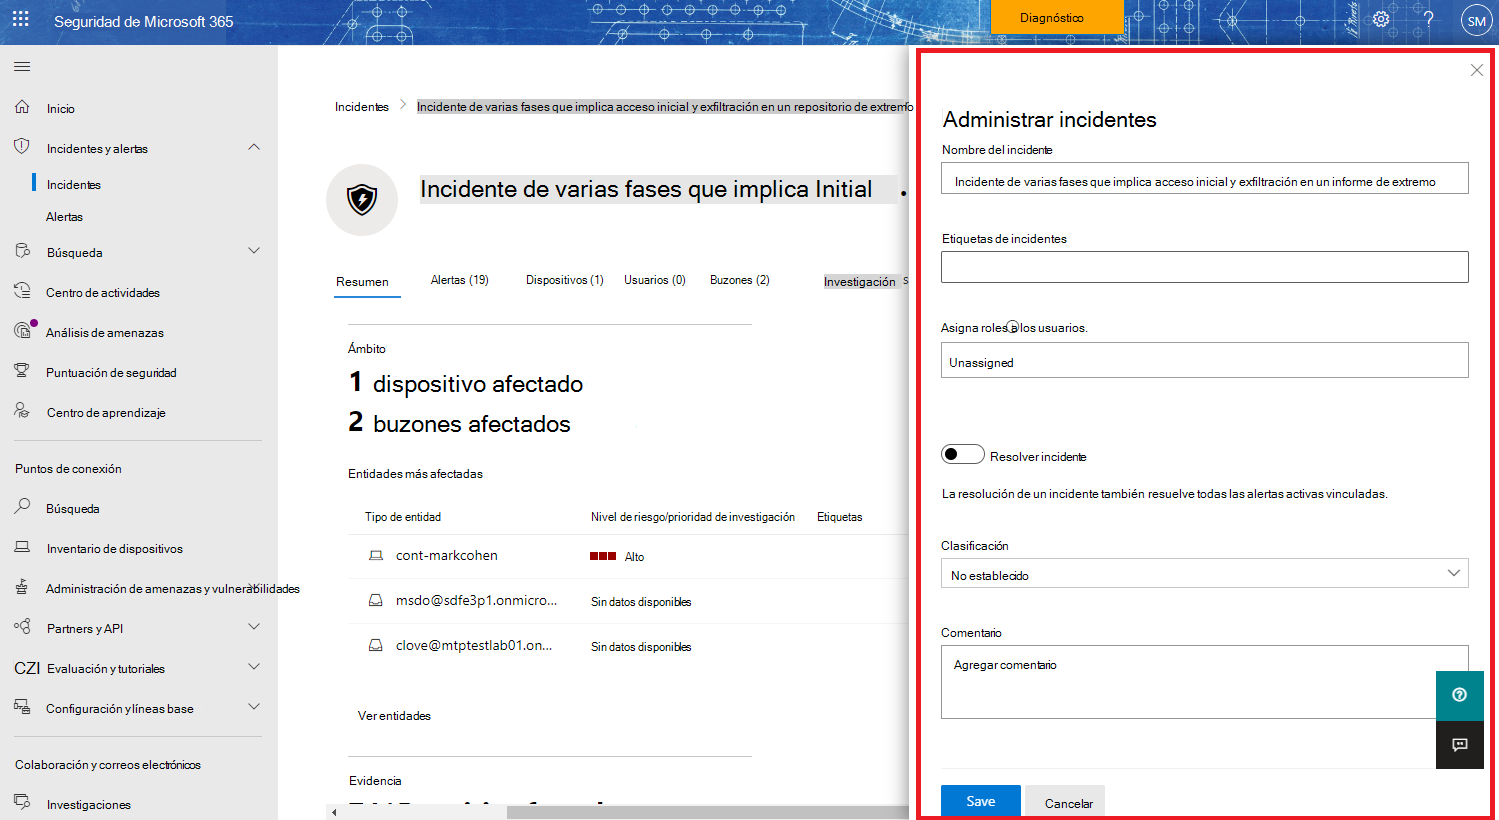 Seguridad de Microsoft 365
Diagnóstico
?
SM
Inicio
Incidentes y alertas
Incidentes
Alertas
Búsqueda
Centro de actividades
Análisis de amenazas
Puntuación de seguridad
Centro de aprendizaje
Puntos de conexión
Búsqueda
Inventario de dispositivos
Administración de amenazas y vulnerabilidades
Partners y API
CZI Evaluación y tutoriales
Configuración y líneas base
Colaboración y correos electrónicos
Investigaciones
Incidentes > Incidente de varias fases que implica acceso inicial y exfiltración en un repositorio de extremo
Incidente de varias fases que implica Initial
Resumen Alertas (19) Dispositivos (1) Usuarios (0) Buzones (2) Investigación s
Ámbito
1 dispositivo afectado
2 buzones afectados
Entidades más afectadas
Tipo de entidad Nivel de riesgo/prioridad de investigación Etiquetas
cont-markcohen Alto
msdo@sdfe3p1.onmicro... Sin datos disponibles
clove@mtptestlab01.on... Sin datos disponibles
Ver entidades
Evidencia
Administrar incidentes
Nombre del incidente
Incidente de varias fases que implica acceso inicial y exfiltración en un informe de extremo
Etiquetas de incidentes
Asigna roles a los usuarios.
Unassigned
Resolver incidente
La resolución de un incidente también resuelve todas las alertas activas vinculadas.
Clasificación
No establecido
Comentario
Agregar comentario
Save Cancelar